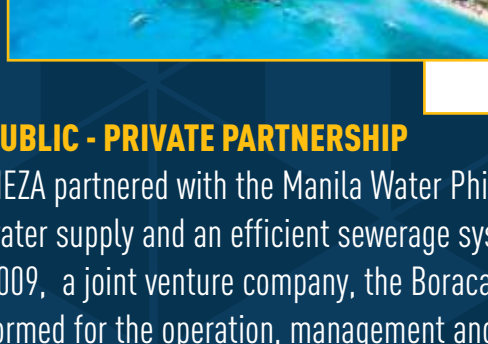 UBLIC - PRIVATE PARTNERSHIP
IEZA partnered with the Manila Water Phi
ater supply and an efficient sewerage sys
009, a joint venture company, the Boraca
ormed for the operation, management and